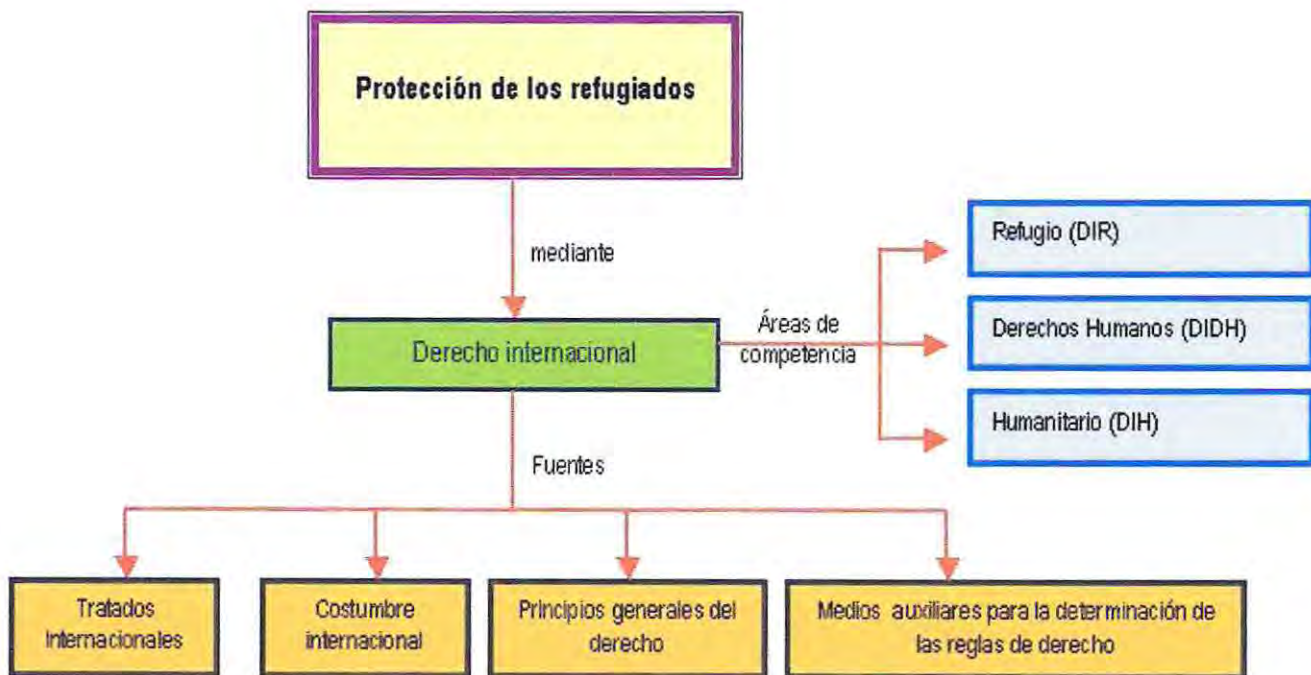 Protección de los refugiados
mediante
Derecho internacional
Áreas de
competencia
Refugio (DIR)
Derechos Humanos (DIDH)
Humanitario (DIH)
Fuentes
Tratados
Internacionales
Costumbre
internacional
Principios generales del
derecho
Medios auxiliares para la determinación de
las reglas de derecho